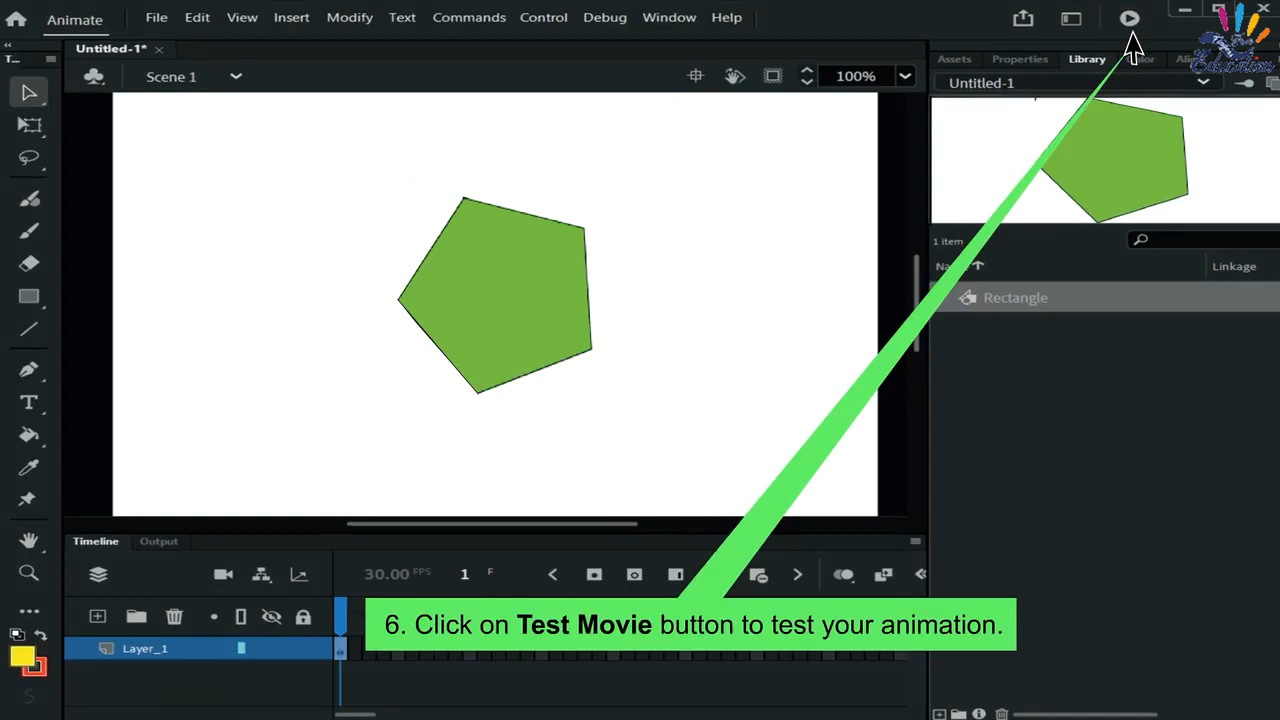 Animate
File Edit View Insert Modify Text Commands Control Debug Window Help
Untitled-1*
T...
Assets Properties Library Color
Scene 1
100%
Untitled-1
Education
1 item
Linkage
Rectangle
Timeline Output
30.00 FPS 1 F
6. Click on Test Movie button to test your animation.
Layer_1